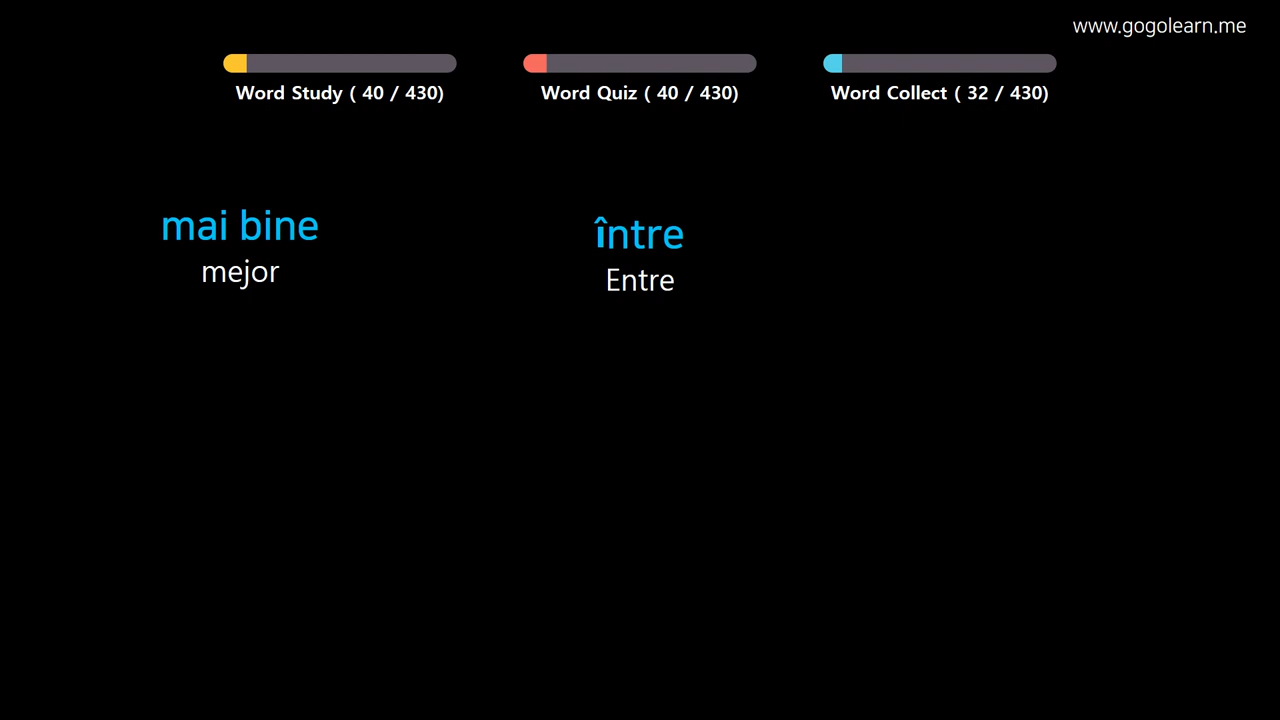 www.gogolearn.me
Word Study ( 40 / 430)
Word Quiz ( 40 / 430)
Word Collect ( 32 / 430)
mai bine
mejor
între
Entre